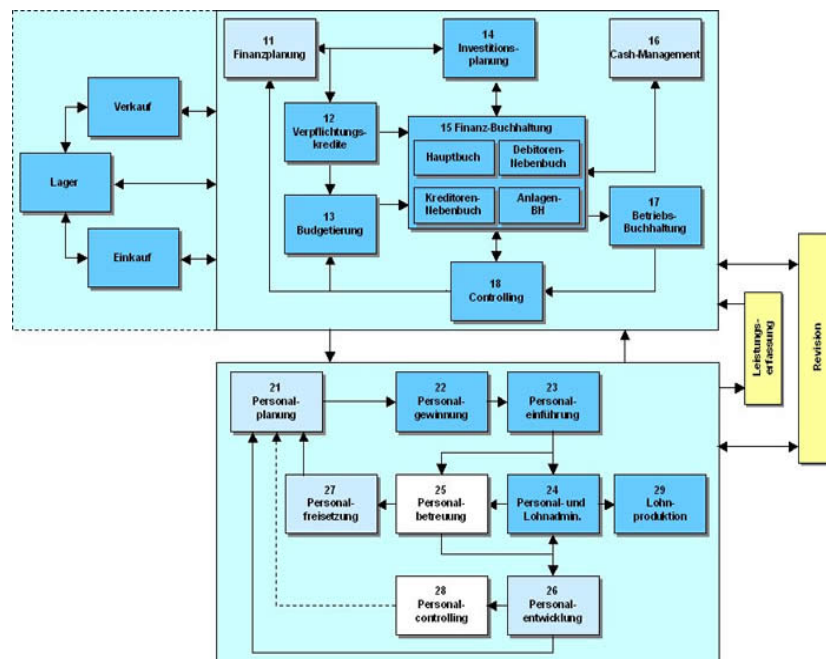 11
Finanzplanung
14
Investitions-
planung
16
Cash-Management
Verkauf
12
Verpflichtungs-
kredite
15 Finanz-Buchhaltung
Hauptbuch
Debitoren-
Nebenbuch
Lager
Kreditoren-
Nebenbuch
Anlagen-
BH
17
Betriebs-
Buchhaltung
13
Budgetierung
Einkauf
18
Controlling
Leistungs-
erfassung
Revision
21
Personal-
planung
22
Personal-
gewinnung
23
Personal-
einführung
27
Personal-
freisetzung
25
Personal-
betreuung
24
Personal- und
Lohnadmin.
29
Lohn-
produktion
28
Personal-
controlling
26
Personal-
entwicklung